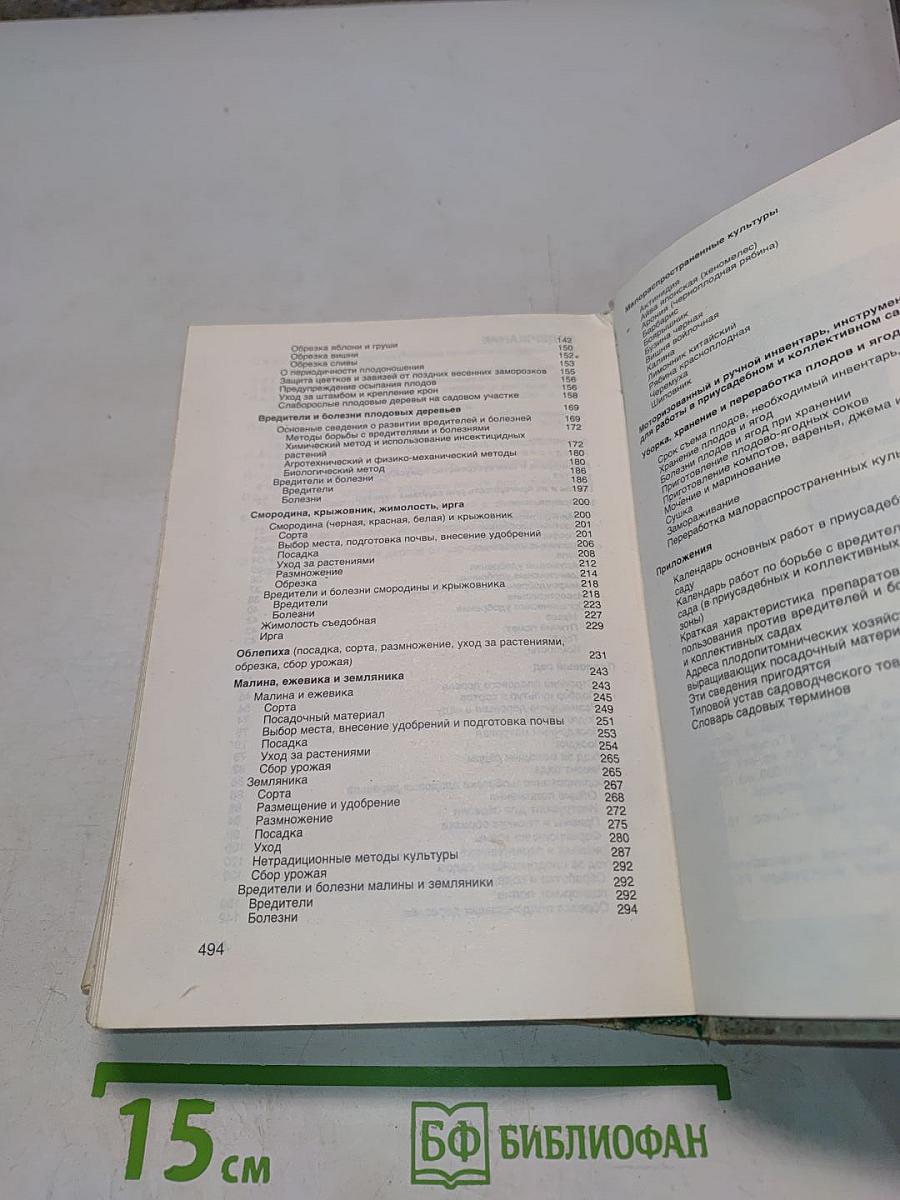 Обрезка яблони и груши 142
Обрезка вишни 150
Обрезка сливы 152
О периодичности плодоношения 153
Защита цветков и завязей от поздних весенних заморозков 155
Предупреждение осыпания плодов 156
Уход за штамбом и крепление крон 156
Слаборослые плодовые деревья на садовом участке 158
Вредители и болезни плодовых деревьев 169
Основные сведения о развитии вредителей и болезней 169
Методы борьбы с вредителями и болезнями 172
Химический метод и использование инсектицидных
растений 172
Агротехнический и физико-механический методы 180
Биологический метод 180
Вредители и болезни 186
Вредители 186
Болезни 197
Смородина, крыжовник, жимолость, ирга 200
Смородина (черная, красная, белая) и крыжовник 200
Сорта 201
Выбор места, подготовка почвы, внесение удобрений 201
Посадка 206
Уход за растениями 208
Размножение 212
Обрезка 214
Вредители и болезни смородины и крыжовника 218
Вредители 218
Болезни 223
Жимолость съедобная 227
Ирга 229
Облепиха (посадка, сорта, размножение, уход за растениями,
обрезка, сбор урожая) 231
Малина, ежевика и земляника 243
Малина и ежевика 243
Сорта 245
Посадочный материал 249
Выбор места, внесение удобрений и подготовка почвы 251
Посадка 253
Уход за растениями 254
Сбор урожая 265
Земляника 265
Сорта 267
Размещение и удобрение 268
Размножение 272
Посадка 275
Уход 280
Нетрадиционные методы культуры 287
Сбор урожая 292
Вредители и болезни малины и земляники 292
Вредители 292
Болезни 294
494
Малораспространенные культуры
Актинидия
Айва японская (хеномелес)
Арония (черноплодная рябина)
Барбарис
Боярышник
Бузина черная
Вишня войлочная
Калина
Лимонник китайский
Рябина красноплодная
Черемуха
Шиповник
Моторизованный и ручной инвентарь, инструмен
для работы в приусадебном и коллективном са
Уборка, хранение и переработка плодов и ягод
Срок съема плодов, необходимый инвентарь,
Хранение плодов и ягод
Болезни плодов и ягод при хранении
Приготовление плодово-ягодных соков
Приготовление компотов, варенья, джема и
Мочение и маринование
Сушка
Замораживание
Переработка малораспространенных куль
Приложения
Календарь основных работ в приусадеб
саду
Календарь работ по борьбе с вредител
сада (в приусадебных и коллективных
зоны)
Краткая характеристика препаратов
пользования против вредителей и бо
и коллективных садах
Адреса плодопитомнических хозяйст
выращивающих посадочный матери
Эти сведения пригодятся
Типовой устав садоводческого тов
Словарь садовых терминов
15 см
БФ БИБЛИОФАН